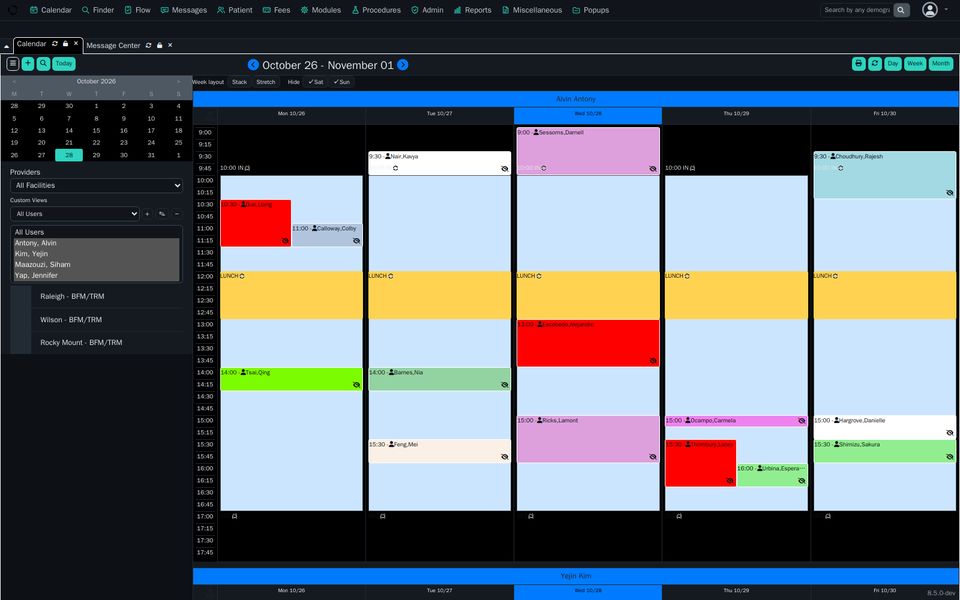 Calendar Finder Flow Messages Patient Fees Modules Procedures Admin Reports Miscellaneous Popups Search by any demogra
Calendar Message Center
Today October 26 - November 01 Day Week Month
October 2026 Week layout Stack Stretch Hide Sat Sun
M T W T F S S
28 29 30 1 2 3 4
5 6 7 8 9 10 11
12 13 14 15 16 17 18
19 20 21 22 23 24 25
26 27 28 29 30 31 1
Providers
All Facilities
Custom Views
All Users
All Users
Antony, Alvin
Kim, Yejin
Maazouzi, Siham
Yap, Jennifer
Raleigh - BFM/TRM
Wilson - BFM/TRM
Rocky Mount - BFM/TRM
Alvin Antony
Mon 10/26 Tue 10/27 Wed 10/28 Thu 10/29 Fri 10/30
9:00 9:00 - Sessoms,Darnell
9:15
9:30 9:30 - Nair,Kavya 9:30 - Choudhury,Rajesh
9:45 10:00 IN 10:00 IN 10:00 IN
10:00
10:15
10:30 10:30
10:45
11:00 11:00 - Calloway,Colby
11:15
11:30
11:45
12:00 LUNCH LUNCH LUNCH LUNCH LUNCH
12:15
12:30
12:45
13:00 13:00 - Escobedo,Alejandro
13:15
13:30
13:45
14:00 14:00 - Tsai,Qing 14:00 - Barnes,Nia
14:15
14:30
14:45
15:00 15:00 - Ricks,Lamont 15:00 - Ocampo,Carmela 15:00 - Hargrove,Danielle
15:15
15:30 15:30 - Feng,Mei 15:30 15:30 - Shimizu,Sakura
15:45
16:00 16:00 - Urbina,Espera...
16:15
16:30
16:45
17:00
17:15
17:30
17:45
Yejin Kim
Mon 10/26 Tue 10/27 Wed 10/28 Thu 10/29 Fri 10/30
8.5.0-dev